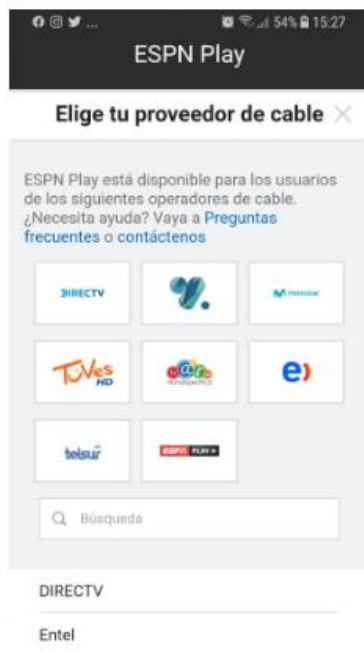 ... 54% 15:27
ESPN Play
Elige tu proveedor de cable
ESPN Play está disponible para los usuarios
de los siguientes operadores de cable.
¿Necesita ayuda? Vaya a Preguntas
frecuentes o contáctenos
DIRECTV
movistar
TuVes HD
telsur
ESPN PLAY
Búsqueda
DIRECTV
Entel